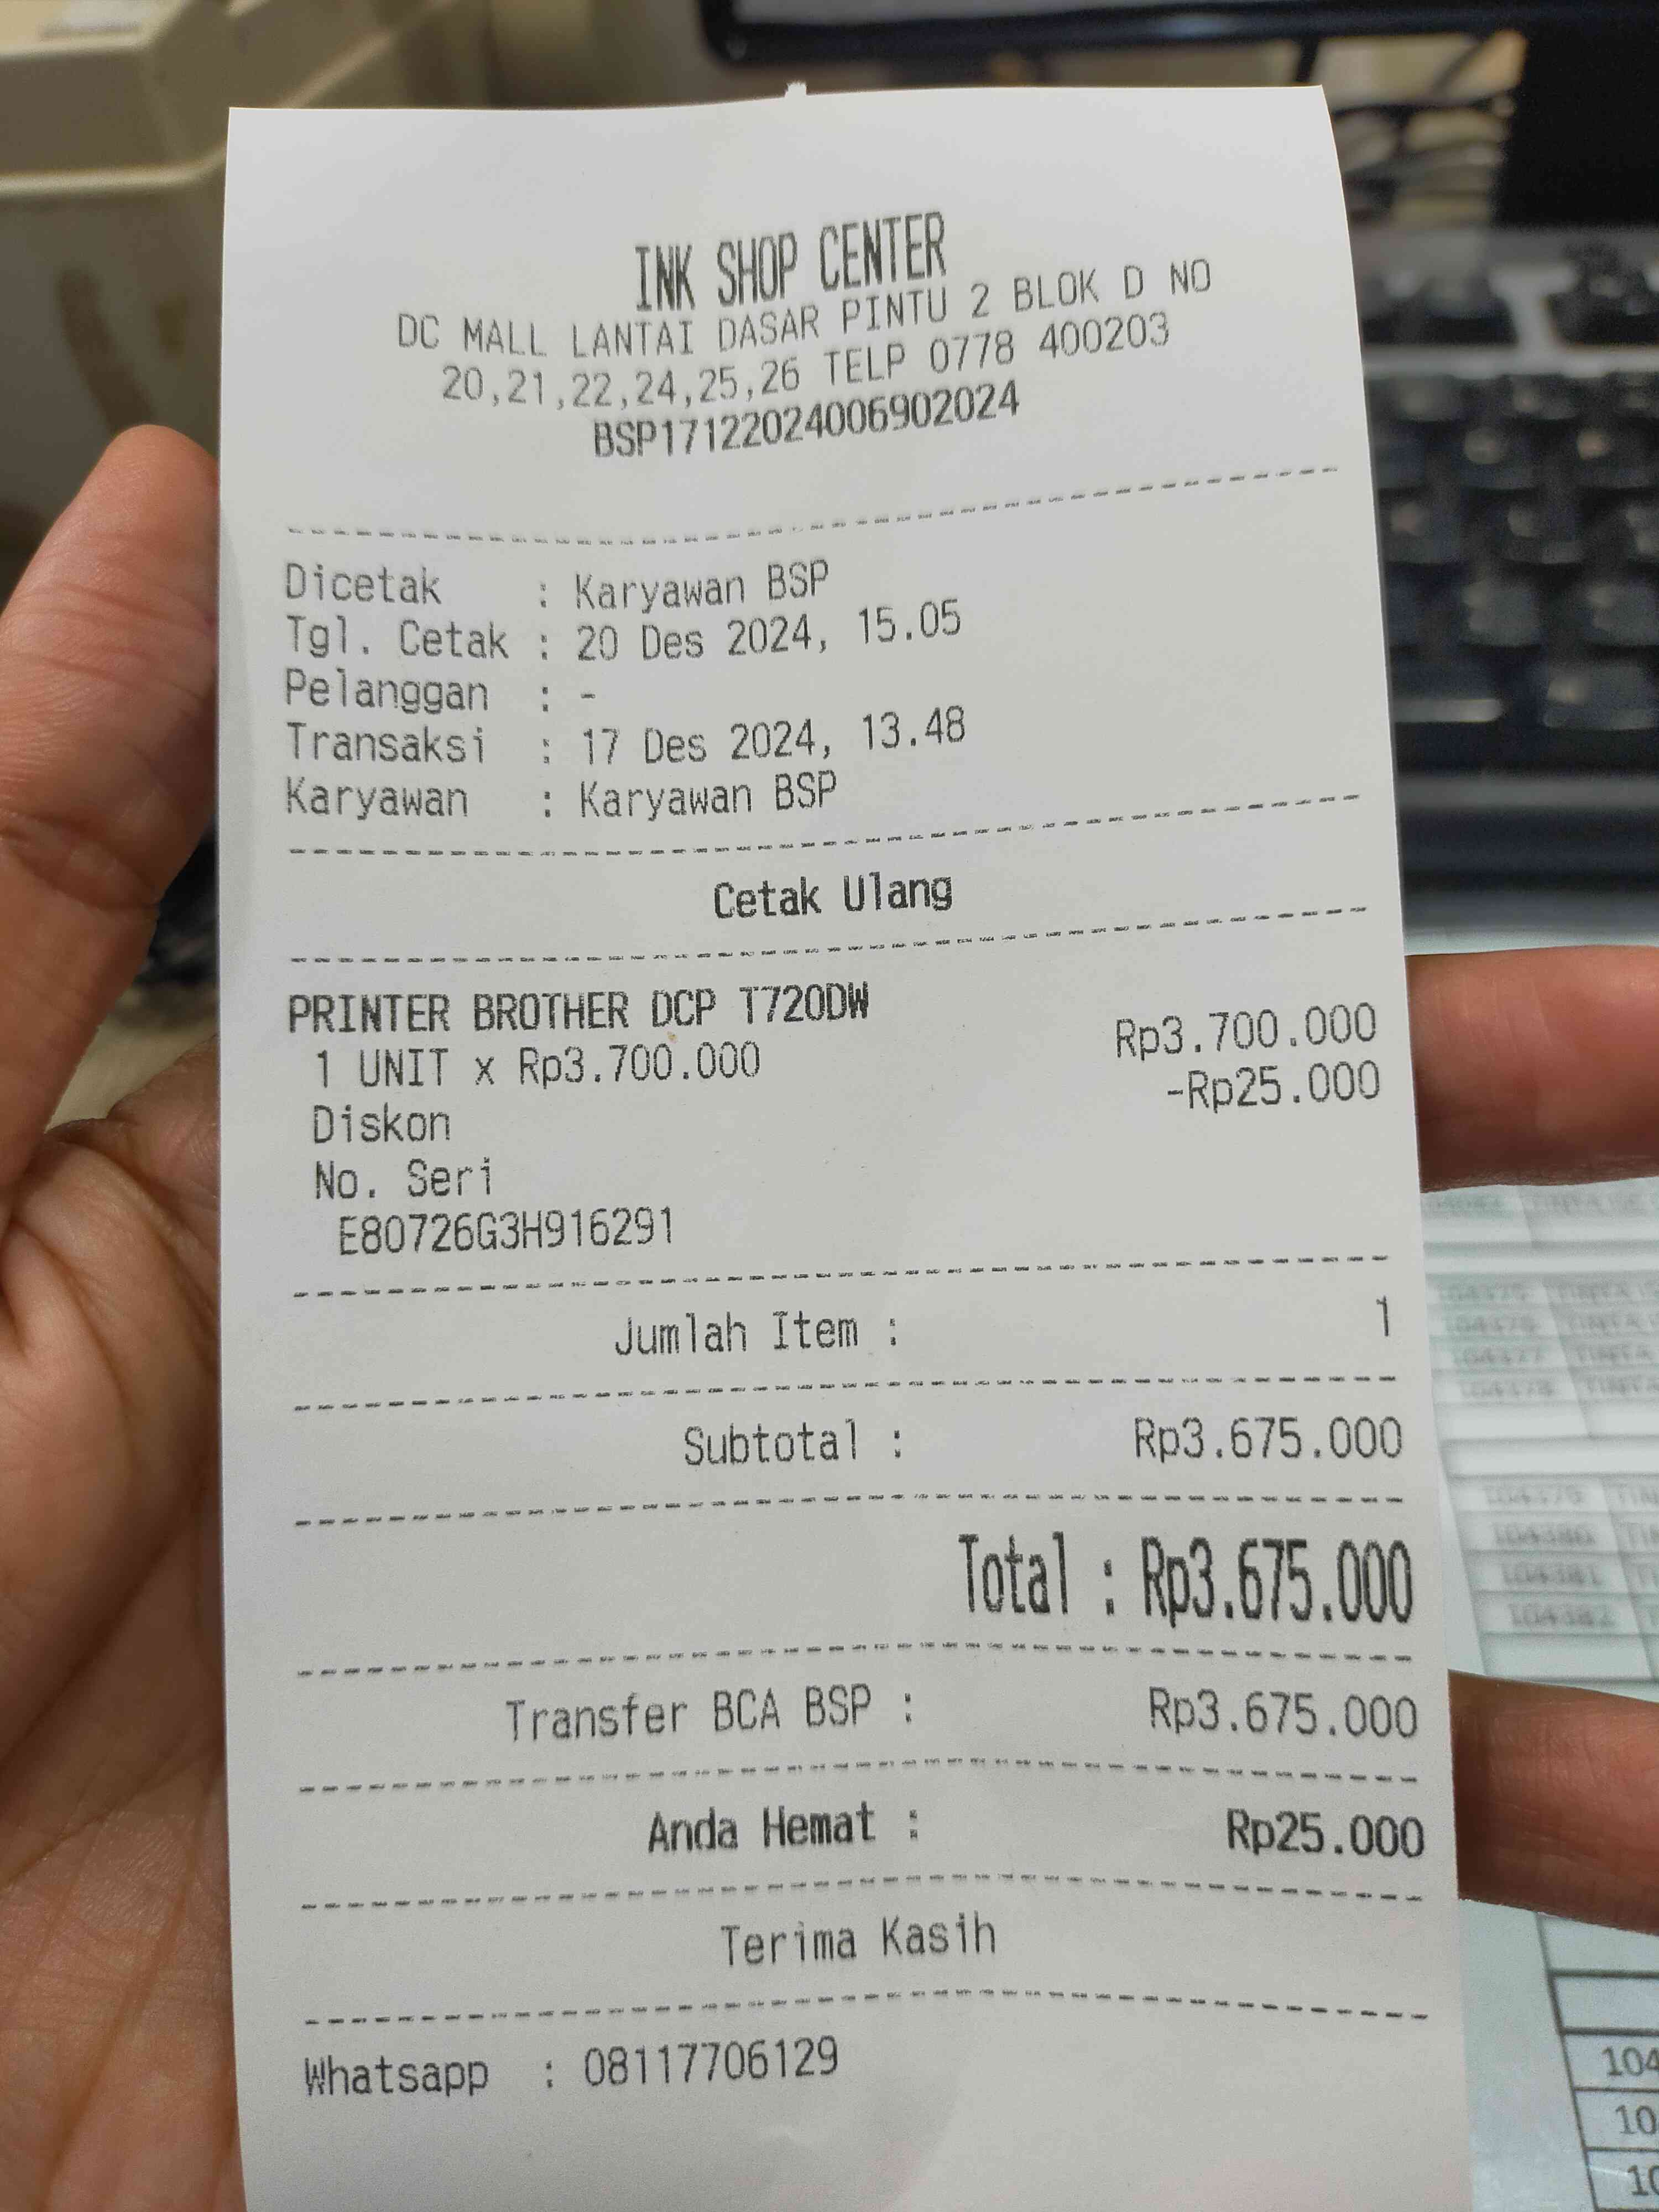 INK SHOP CENTER
DC MALL LANTAI DASAR PINTU 2 BLOK D NO
20,21,22,24,25,26 TELP 0778 400203
BSP17122024006902024
Dicetak : Karyawan BSP
Tgl. Cetak : 20 Des 2024, 15.05
Pelanggan : -
Transaksi : 17 Des 2024, 13.48
Karyawan : Karyawan BSP
Cetak Ulang
PRINTER BROTHER DCP T720DW
1 UNIT x Rp3.700.000 Rp3.700.000
Diskon -Rp25.000
No. Seri
E80726G3H916291
Jumlah Item : 1
Subtotal : Rp3.675.000
Total : Rp3.675.000
Transfer BCA BSP : Rp3.675.000
Anda Hemat : Rp25.000
Terima Kasih
Whatsapp : 08117706129